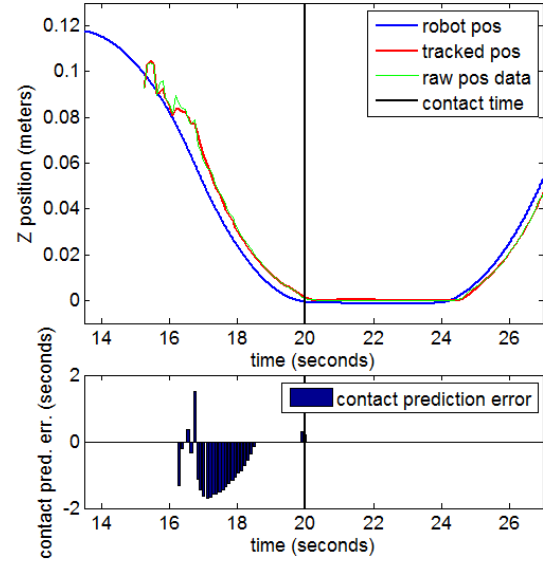 0.12
0.1
0.08
0.06
0.04
0.02
0
Z position (meters)
robot pos
tracked pos
raw pos data
contact time
14 16 18 20 22 24 26
time (seconds)
2
0
-2
contact pred. err. (seconds)
contact prediction error
14 16 18 20 22 24 26
time (seconds)